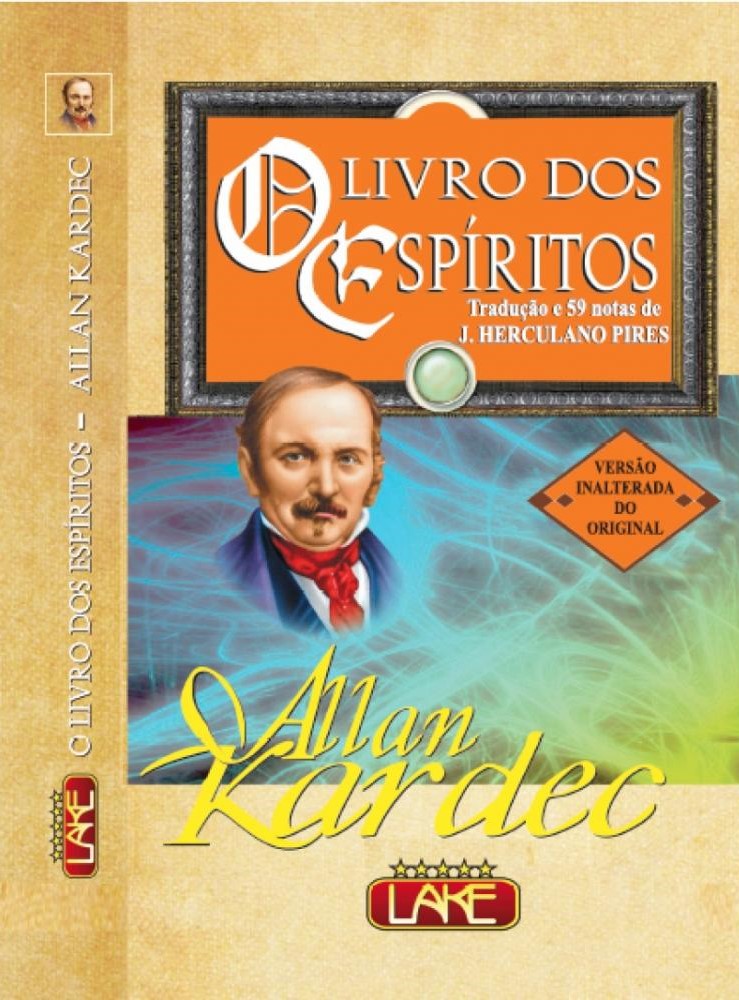 O LIVRO DOS ESPÍRITOS - ALLAN KARDEC
LAKE
O LIVRO DOS
ESPÍRITOS
Tradução e 59 notas de
J. HERCULANO PIRES
VERSÃO
INALTERADA
DO
ORIGINAL
Allan
Kardec
LAKE